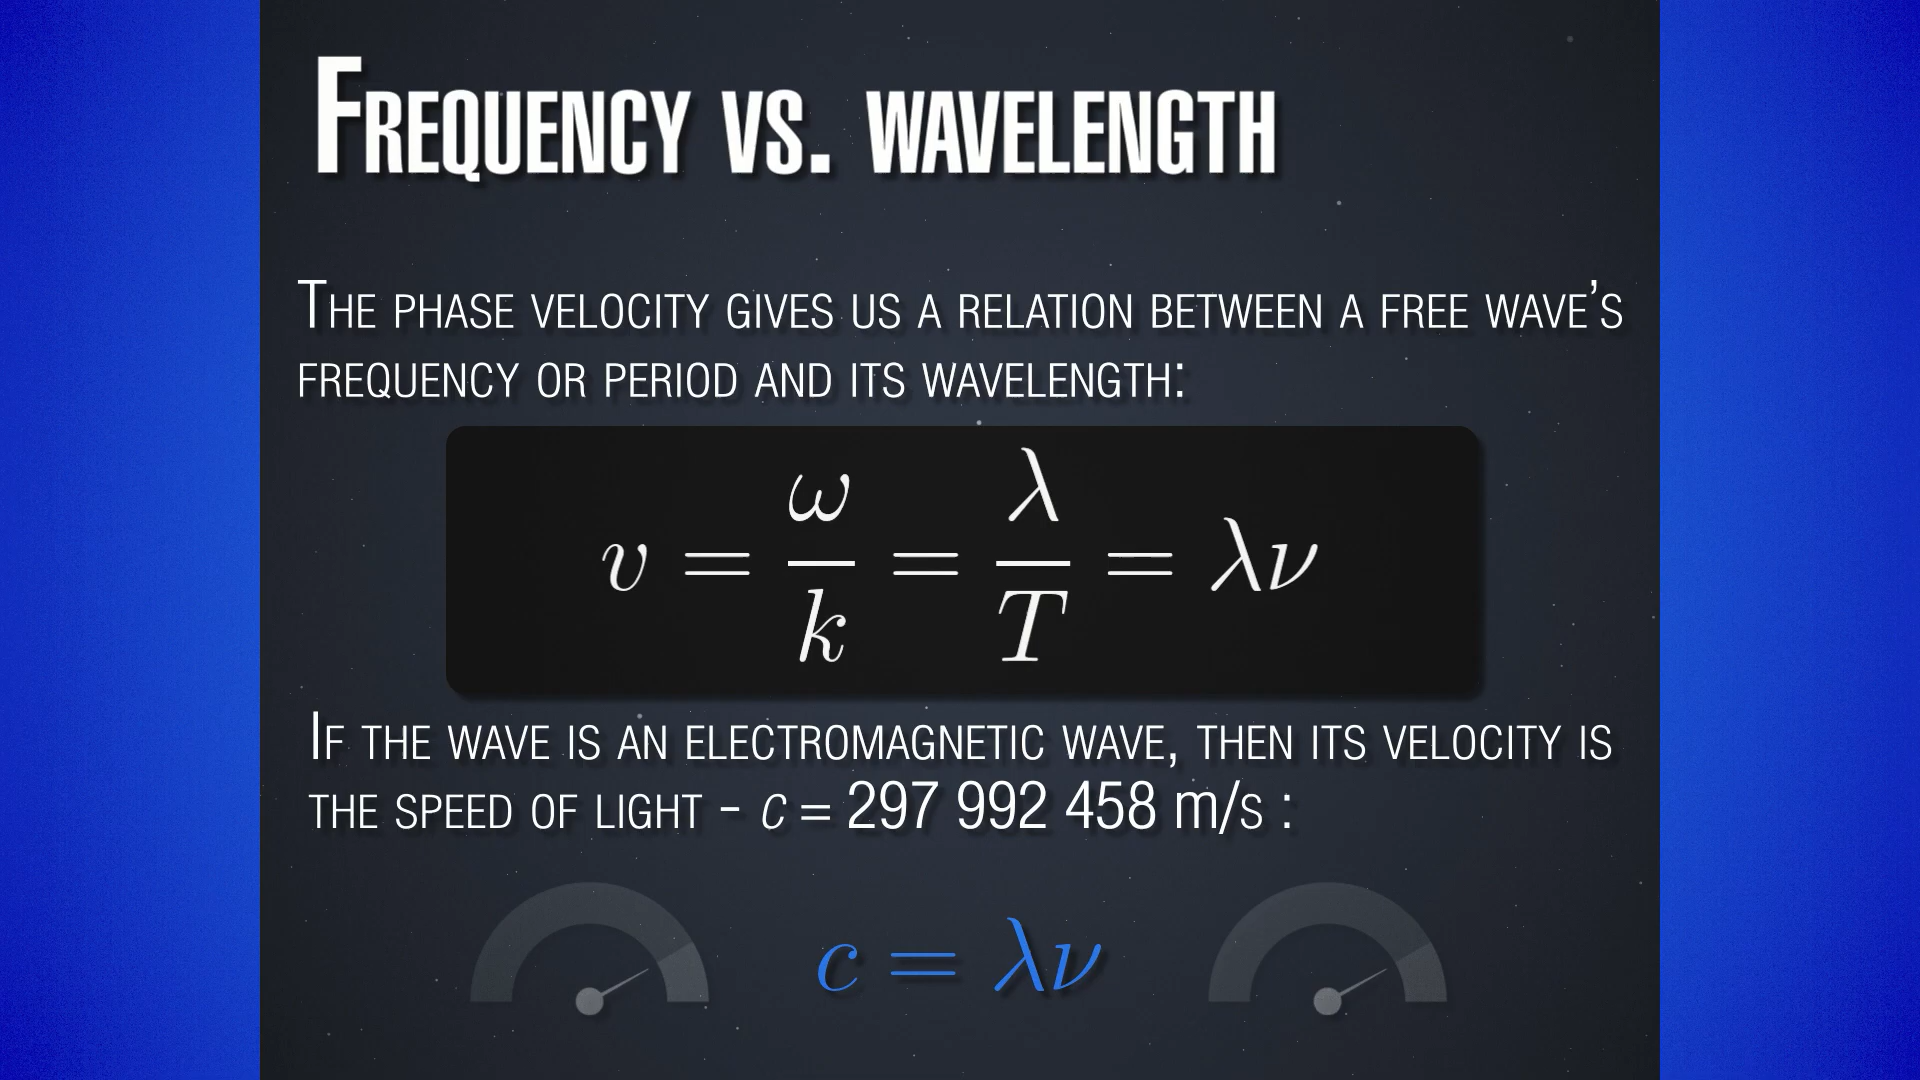 Frequency vs. wavelength
The phase velocity gives us a relation between a free wave's
frequency or period and its wavelength:
v = ω/k = λ/T = λν
If the wave is an electromagnetic wave, then its velocity is
the speed of light - c = 297 992 458 m/s :
c = λν